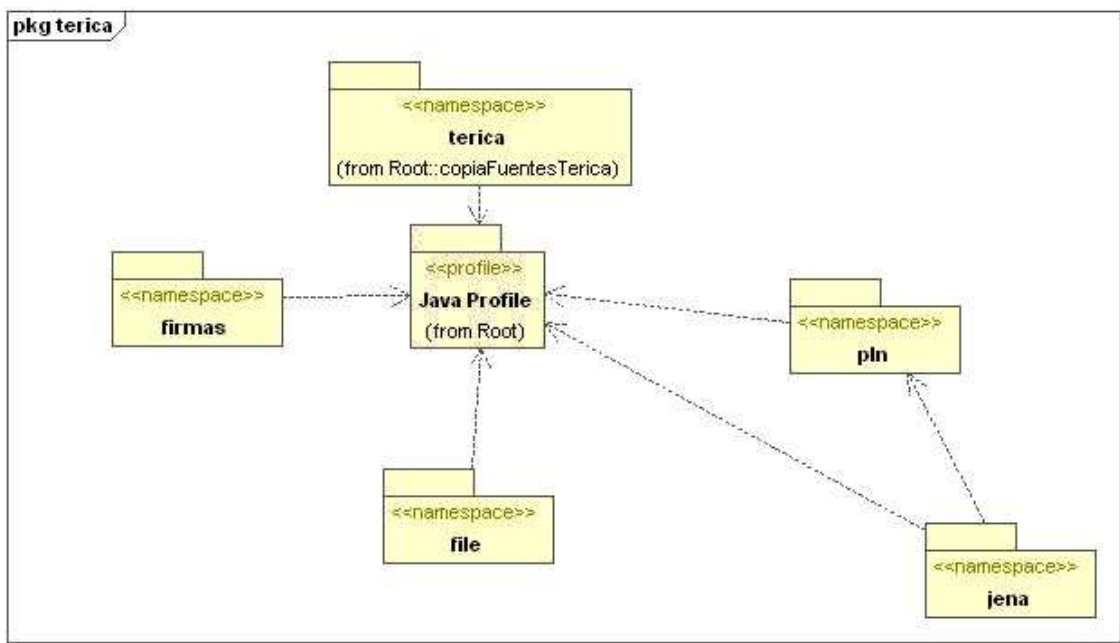 pkg terica
<<namespace>>
terica
(from Root::copiaFuentesTerica)
<<profile>>
Java Profile
(from Root)
<<namespace>>
firmas
<<namespace>>
pln
<<namespace>>
file
<<namespace>>
jena